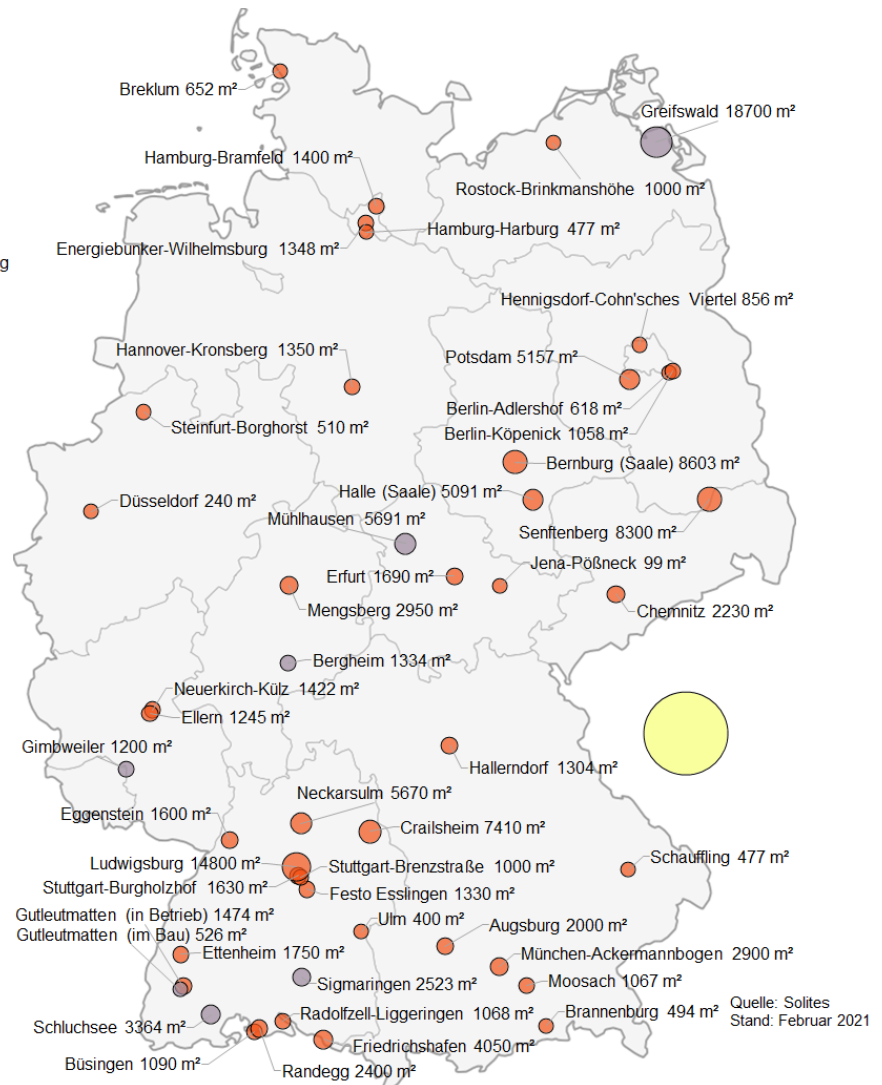 Breklum 652 m²
Greifswald 18700 m²
Hamburg-Bramfeld 1400 m²
Rostock-Brinkmanshöhe 1000 m²
Hamburg-Harburg 477 m²
Energiebunker-Wilhelmsburg 1348 m²
g
Hennigsdorf-Cohn'sches Viertel 856 m²
Hannover-Kronsberg 1350 m²
Potsdam 5157 m²
Berlin-Adlershof 618 m²
Steinfurt-Borghorst 510 m²
Berlin-Köpenick 1058 m²
Bernburg (Saale) 8603 m²
Halle (Saale) 5091 m²
Düsseldorf 240 m²
Mühlhausen 5691 m²
Senftenberg 8300 m²
Jena-Pößneck 99 m²
Erfurt 1690 m²
Mengsberg 2950 m²
Chemnitz 2230 m²
Bergheim 1334 m²
Neuerkirch-Külz 1422 m²
Ellern 1245 m²
Gimbweiler 1200 m²
Hallerndorf 1304 m²
Neckarsulm 5670 m²
Eggenstein 1600 m²
Crailsheim 7410 m²
Schauffling 477 m²
Ludwigsburg 14800 m²
Stuttgart-Brenzstraße 1000 m²
Stuttgart-Burgholzhof 1630 m²
Festo Esslingen 1330 m²
Gutleutmatten (in Betrieb) 1474 m²
Ulm 400 m²
Augsburg 2000 m²
Gutleutmatten (im Bau) 526 m²
Ettenheim 1750 m²
München-Ackermannbogen 2900 m²
Sigmaringen 2523 m²
Moosach 1067 m²
Quelle: Solites
Stand: Februar 2021
Brannenburg 494 m²
Radolfzell-Liggeringen 1068 m²
Schluchsee 3364 m²
Friedrichshafen 4050 m²
Büsingen 1090 m²
Randegg 2400 m²